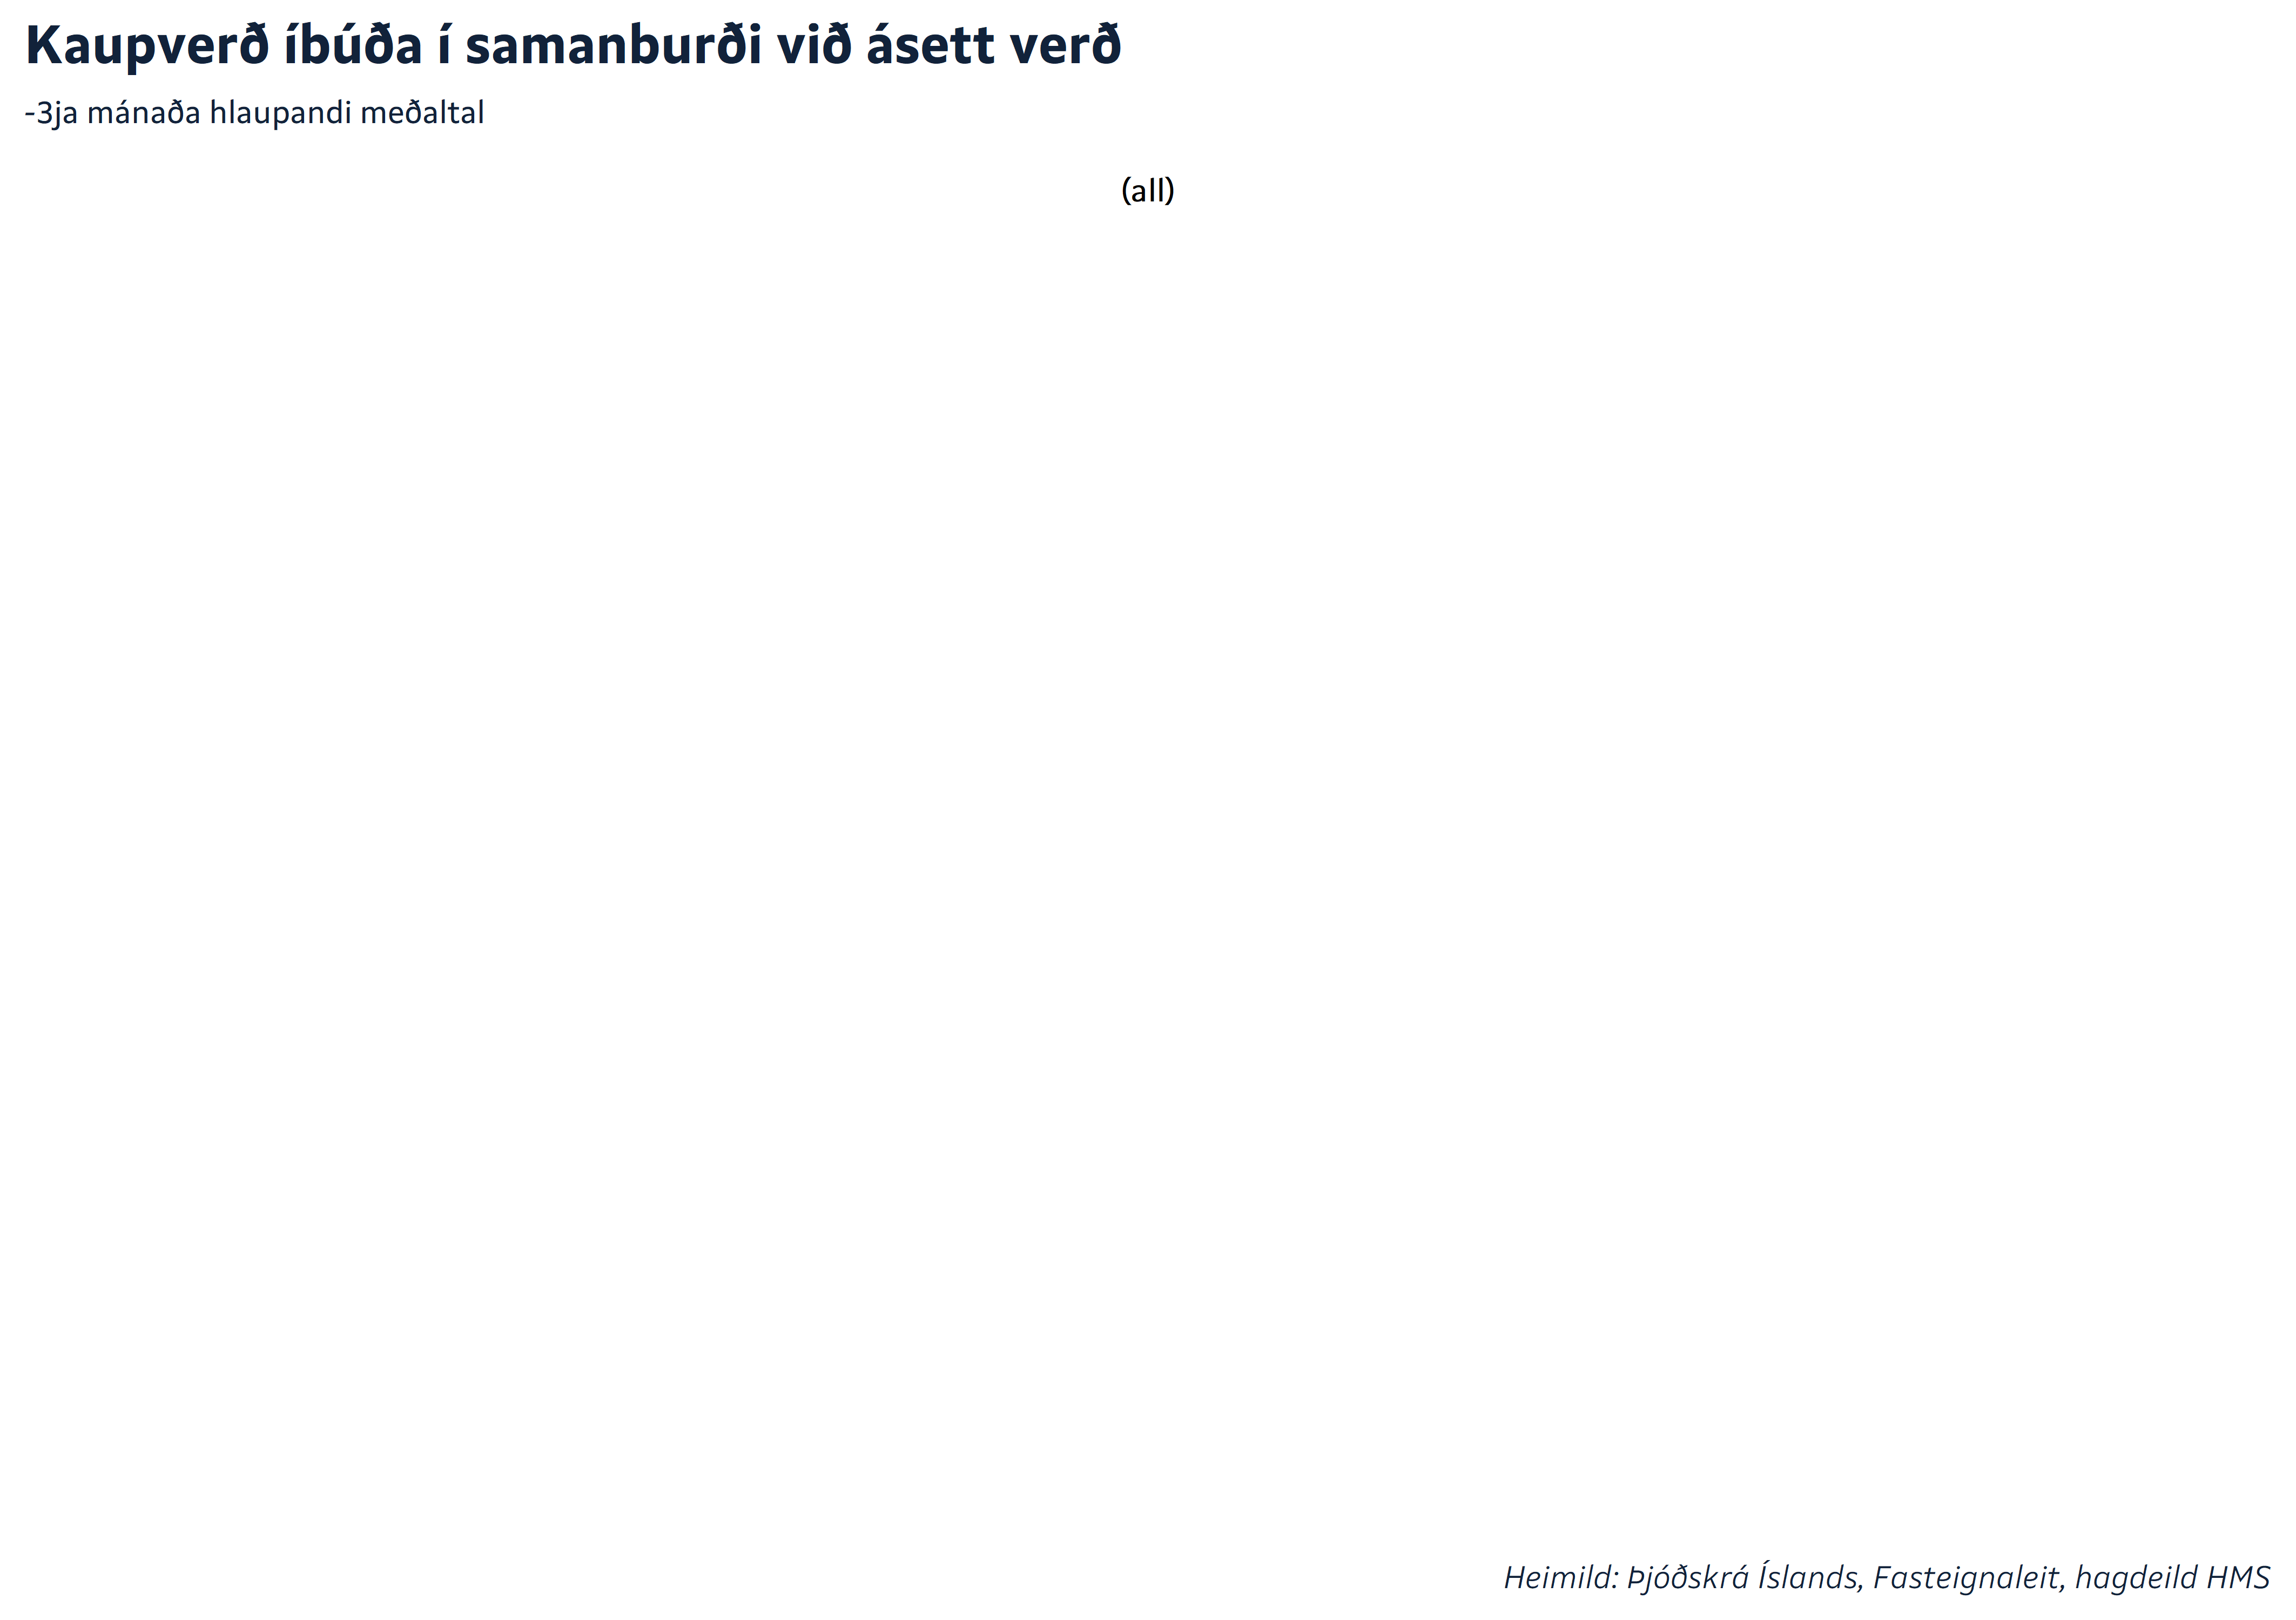 Kaupverð íbúða í samanburði við ásett verð
-3ja mánaða hlaupandi meðaltal
(all)
Heimild: Þjóðskrá Íslands, Fasteignaleit, hagdeild HMS